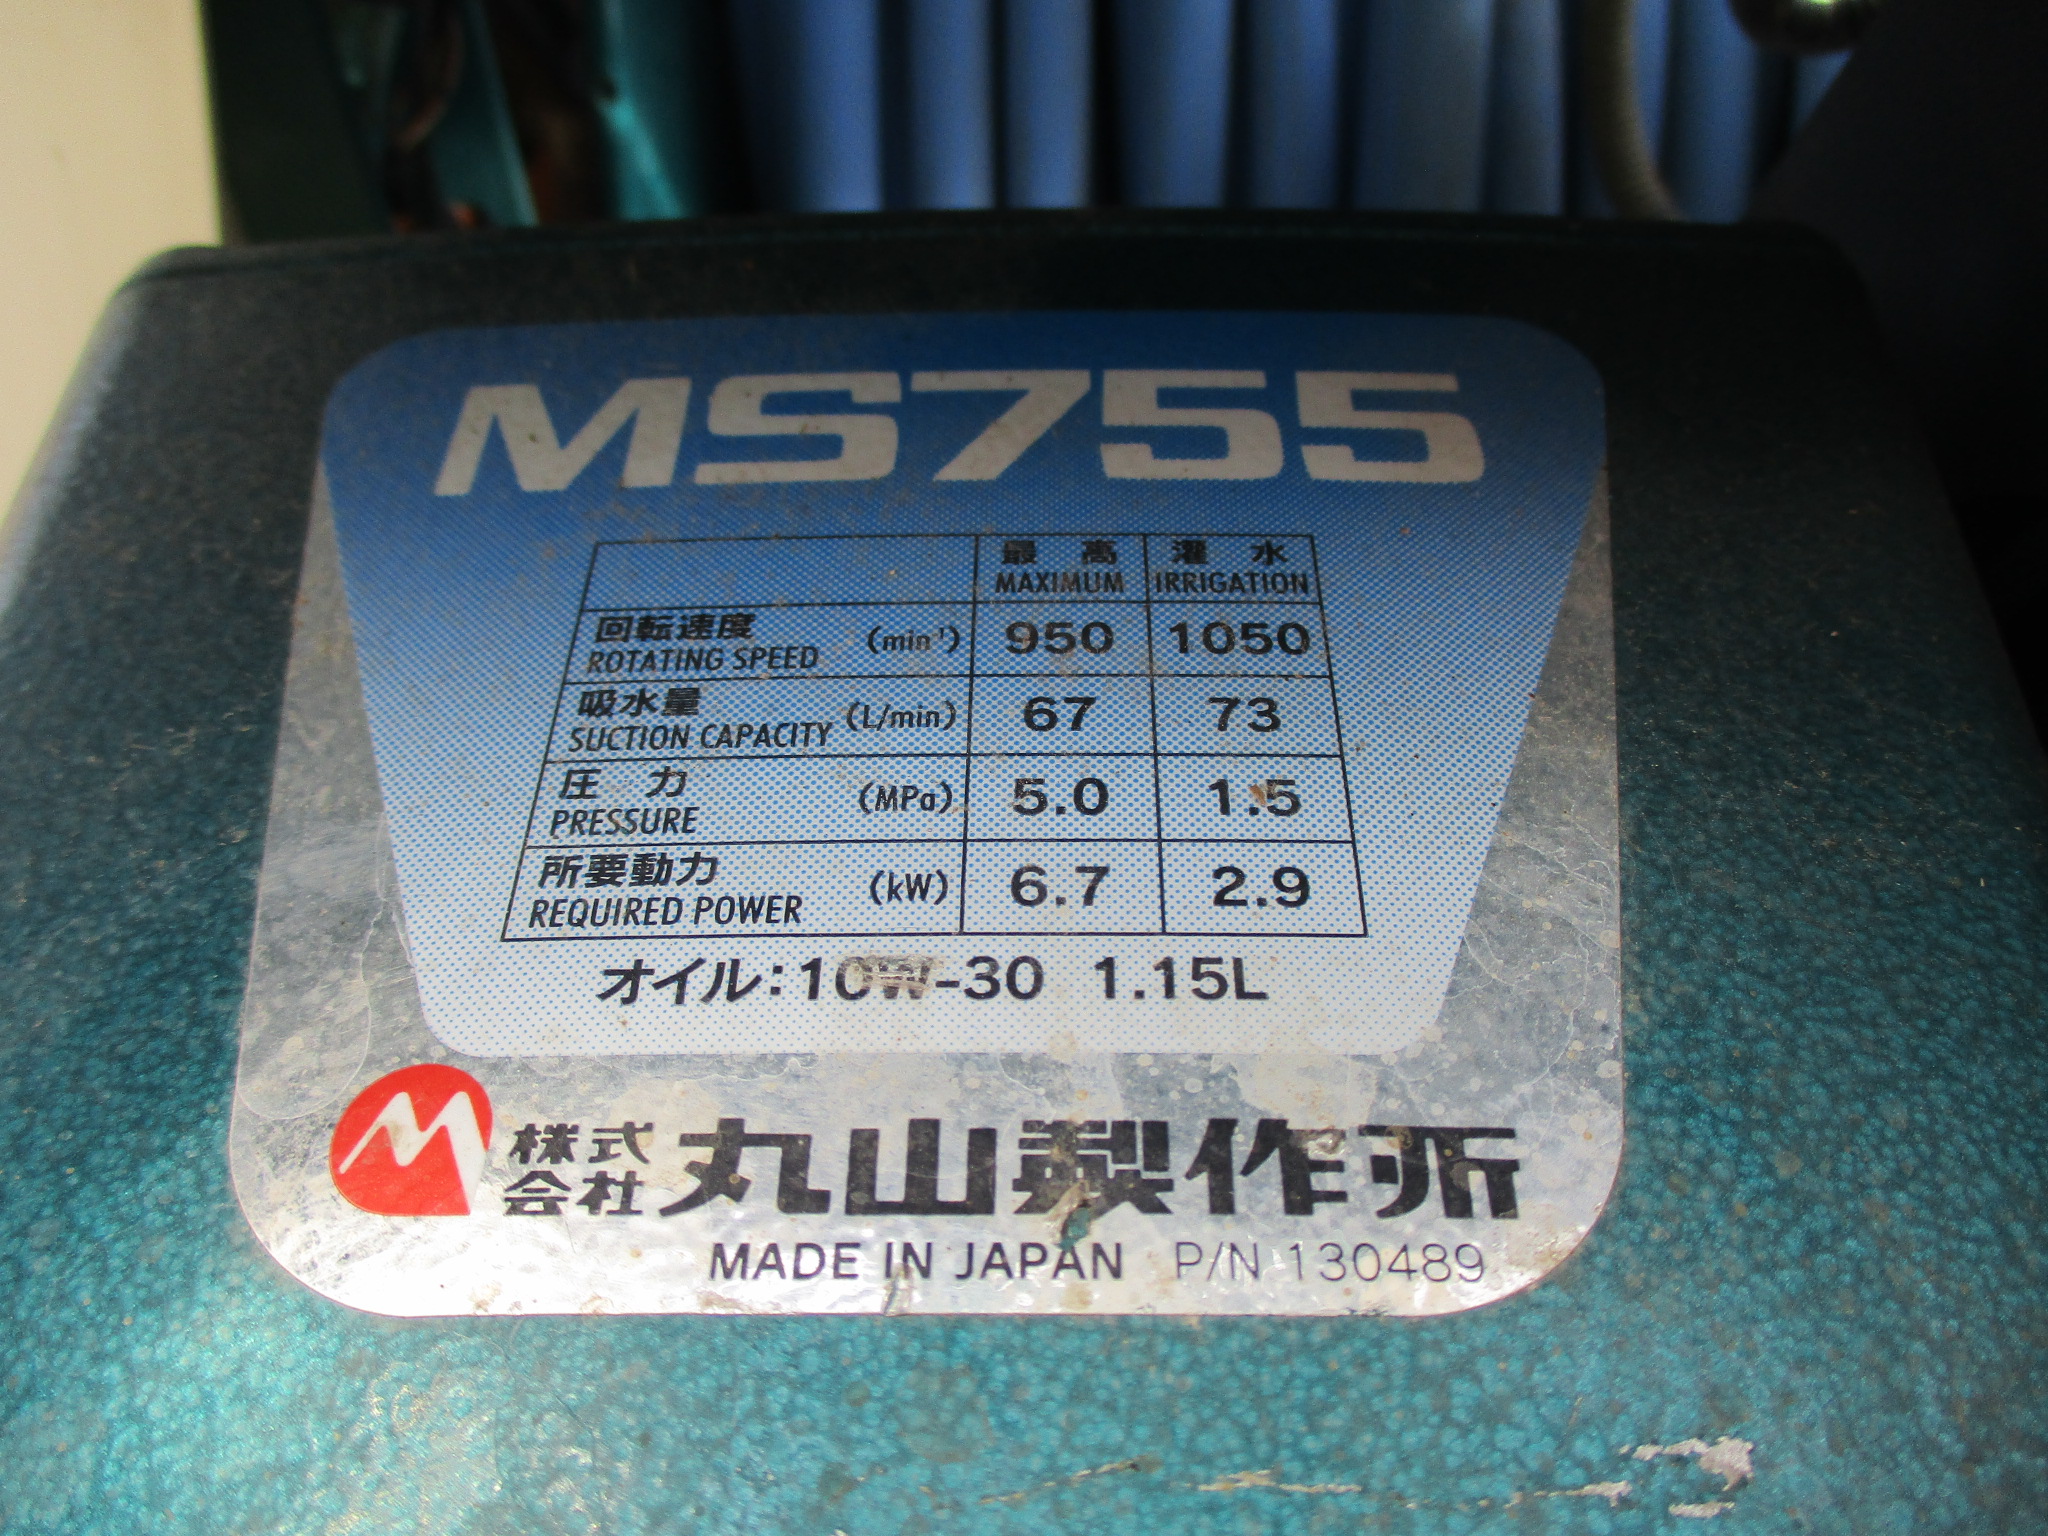 MS755
最高 灌水
MAXIMUM IRRIGATION
回転速度 (min⁻¹) 950 1050
ROTATING SPEED
吸水量 (L/min) 67 73
SUCTION CAPACITY
圧力 (MPa) 5.0 1.5
PRESSURE
所要動力 (kW) 6.7 2.9
REQUIRED POWER
オイル:10W-30 1.15L
株式会社丸山製作所
MADE IN JAPAN P/N 130489